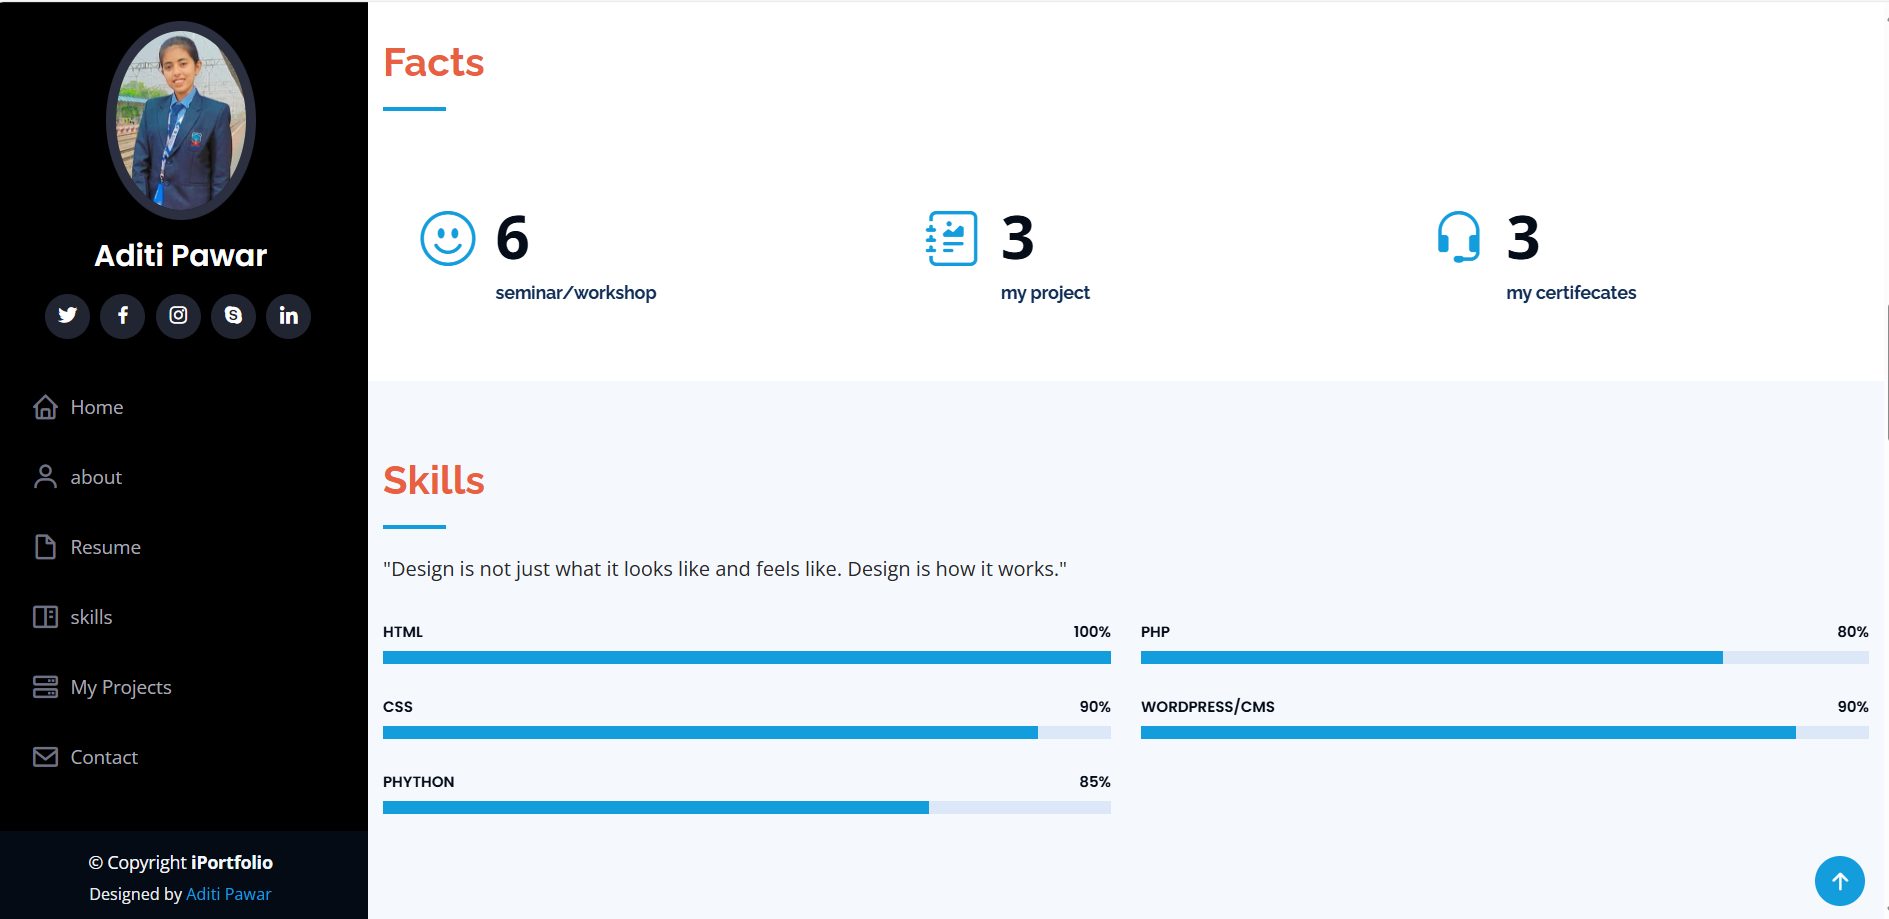 Aditi Pawar
Home
about
Resume
skills
My Projects
Contact
© Copyright iPortfolio
Designed by Aditi Pawar
Facts
6
seminar/workshop
3
my project
3
my certifecates
Skills
"Design is not just what it looks like and feels like. Design is how it works."
HTML 100%
PHP 80%
CSS 90%
WORDPRESS/CMS 90%
PHYTHON 85%